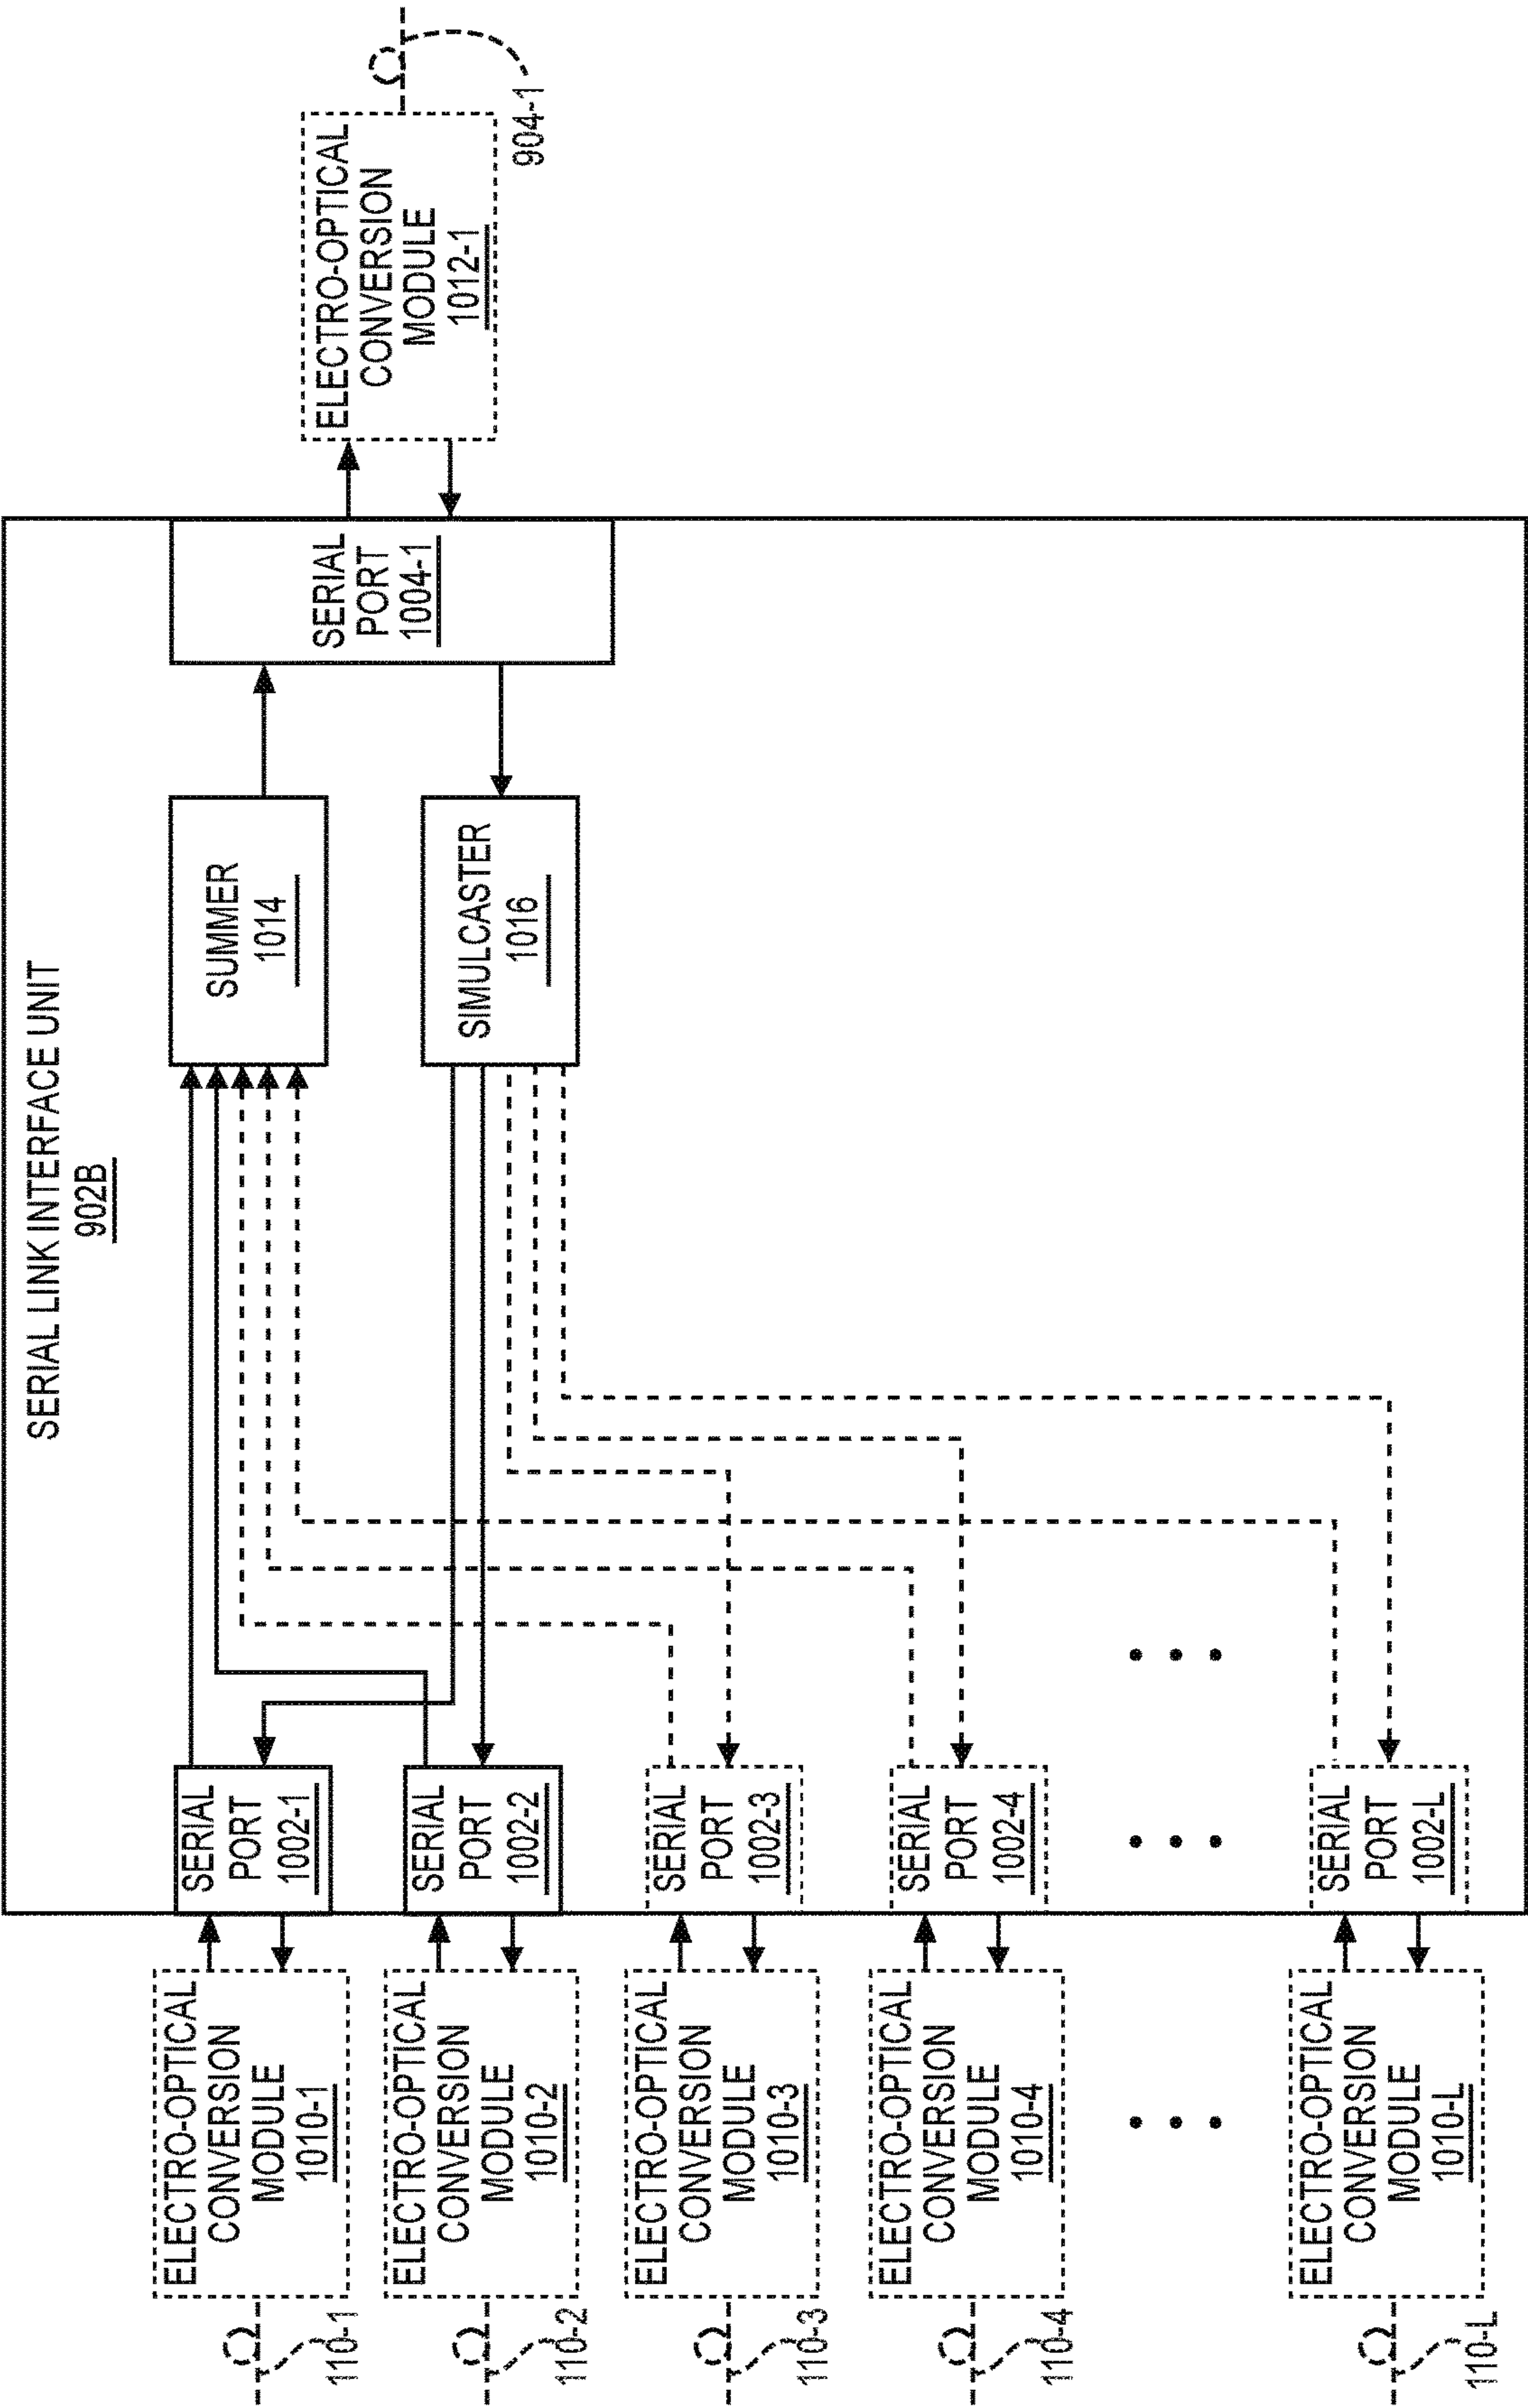 SERIAL LINK INTERFACE UNIT
902B
110-1
ELECTRO-OPTICAL
CONVERSION
MODULE
1010-1
SERIAL
PORT
1002-1
SUMMER
1014
SERIAL
PORT
1004-1
ELECTRO-OPTICAL
CONVERSION
MODULE
1012-1
904-1
110-2
ELECTRO-OPTICAL
CONVERSION
MODULE
1010-2
SERIAL
PORT
1002-2
SIMULCASTER
1016
110-3
ELECTRO-OPTICAL
CONVERSION
MODULE
1010-3
SERIAL
PORT
1002-3
110-4
ELECTRO-OPTICAL
CONVERSION
MODULE
1010-4
SERIAL
PORT
1002-4
110-L
ELECTRO-OPTICAL
CONVERSION
MODULE
1010-L
SERIAL
PORT
1002-L